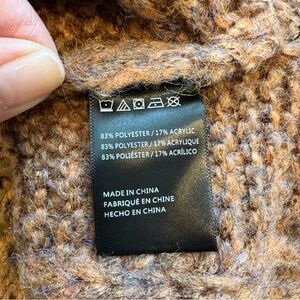 83% POLYESTER / 17% ACRYLIC
83% POLYESTER / 17% ACRYLIQUE
83% POLIÉSTER / 17% ACRÍLICO
MADE IN CHINA
FABRIQUÉ EN CHINE
HECHO EN CHINA